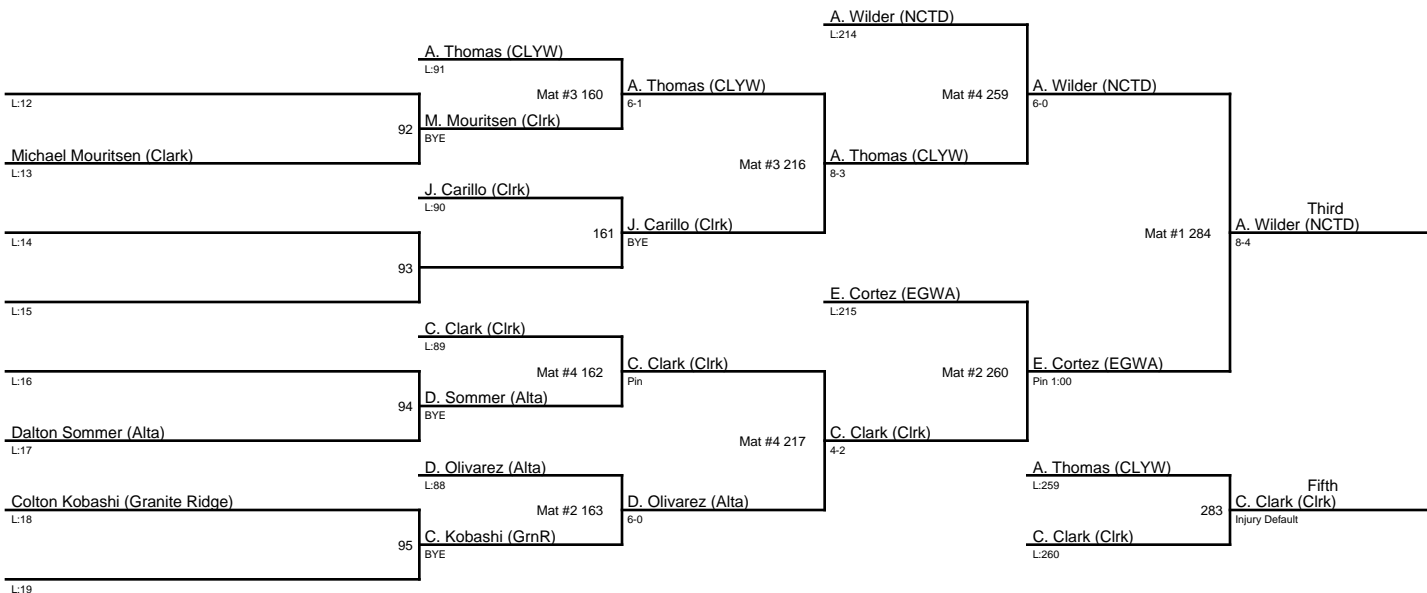 A. Wilder (NCTD)
L:214
A. Thomas (CLYW)
L:91
Mat #3 160
A. Thomas (CLYW)
6-1
Mat #4 259
A. Wilder (NCTD)
6-0
L:12
92
M. Mouritsen (Clrk)
BYE
Michael Mouritsen (Clark)
L:13
Mat #3 216
A. Thomas (CLYW)
8-3
J. Carillo (Clrk)
L:90
161
J. Carillo (Clrk)
BYE
L:14
93
Mat #1 284
Third
A. Wilder (NCTD)
8-4
L:15
E. Cortez (EGWA)
L:215
C. Clark (Clrk)
L:89
Mat #4 162
C. Clark (Clrk)
Pin
Mat #2 260
E. Cortez (EGWA)
Pin 1:00
L:16
94
D. Sommer (Alta)
BYE
Dalton Sommer (Alta)
L:17
Mat #4 217
C. Clark (Clrk)
4-2
D. Olivarez (Alta)
L:88
A. Thomas (CLYW)
L:259
Colton Kobashi (Granite Ridge)
L:18
Mat #2 163
D. Olivarez (Alta)
6-0
283
Fifth
C. Clark (Clrk)
Injury Default
95
C. Kobashi (GrnR)
BYE
C. Clark (Clrk)
L:260
L:19